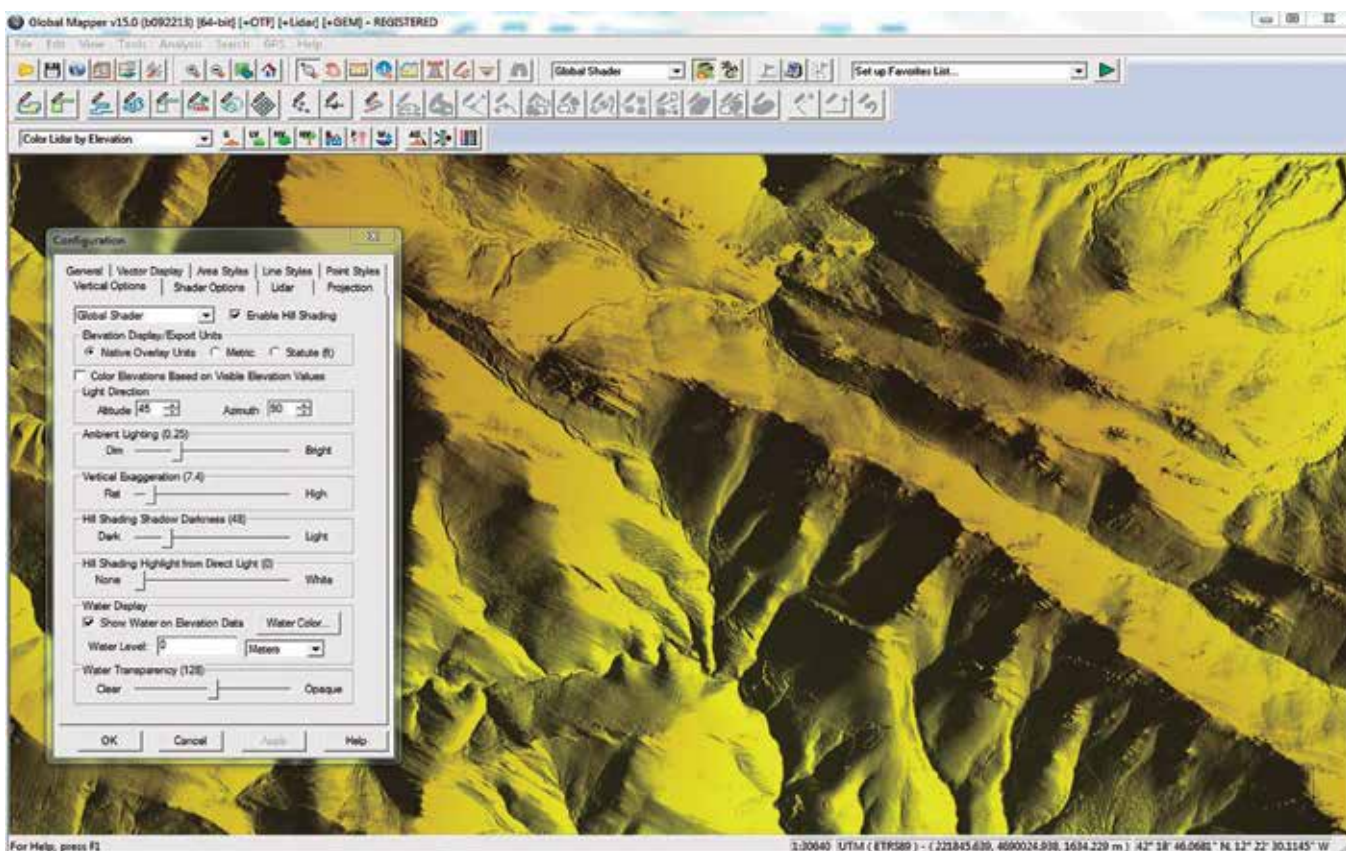 Global Mapper v15.0 (b092213) [64-bit] [+OTF] [+Lidar] [+GEM] - REGISTERED
File Edit View Tools Analysis Search GPS Help
Global Shader
Set up Favorites List...
Color Lidar by Elevation
Configuration
General Vector Display Area Styles Line Styles Point Styles
Vertical Options Shader Options Lidar Projection
Global Shader Enable Hill Shading
Elevation Display/Export Units
Native Overlay Units Metric Statute (ft)
Color Elevations Based on Visible Elevation Values
Light Direction
Altitude 45 Azimuth 50
Ambient Lighting (0.25)
Dim Bright
Vertical Exaggeration (7.4)
Flat High
Hill Shading Shadow Darkness (48)
Dark Light
Hill Shading Highlight from Direct Light (0)
None White
Water Display
Show Water on Elevation Data Water Color...
Water Level: 0 Meters
Water Transparency (128)
Clear Opaque
OK Cancel Apply Help
For Help, press F1
1:30640 UTM ( ETRS89 ) - ( 221845.639, 4690024.938, 1634.229 m ) 42° 18' 46.0681" N, 12° 22' 30.1145" W